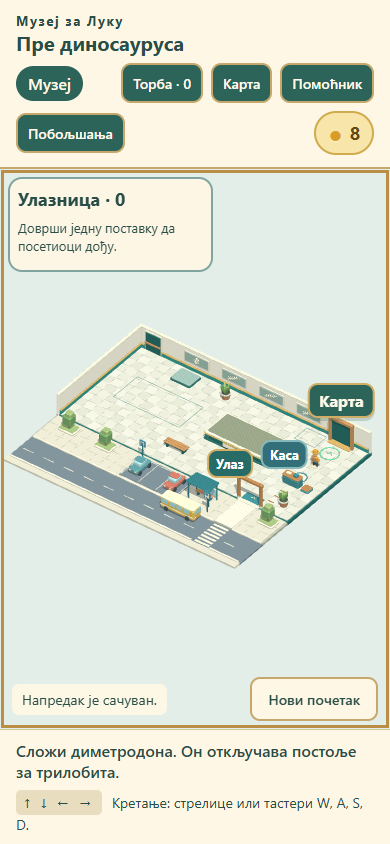 Музеј за Луку
Пре диносауруса
Музеј
Торба · 0
Карта
Помоћник
Побољшања
8
Улазница · 0
Доврши једну поставку да
посетиоци дођу.
Карта
Улаз
Каса
Напредак је сачуван.
Нови почетак
Сложи диметродона. Он откључава постоље
за трилобита.
↑ ↓ ← → Кретање: стрелице или тастери W, A, S,
D.